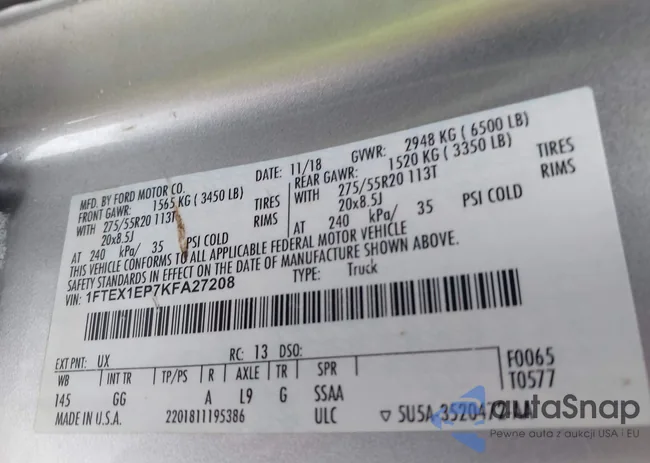 MFD. BY FORD MOTOR CO. DATE: 11/18 GVWR: 2948 KG ( 6500 LB)
FRONT GAWR: 1565 KG ( 3450 LB) REAR GAWR: 1520 KG ( 3350 LB)
WITH 275/55R20 113T TIRES WITH 275/55R20 113T TIRES
20x8.5J RIMS 20x8.5J RIMS
AT 240 kPa/ 35 PSI COLD AT 240 kPa/ 35 PSI COLD
THIS VEHICLE CONFORMS TO ALL APPLICABLE FEDERAL MOTOR VEHICLE
SAFETY STANDARDS IN EFFECT ON THE DATE OF MANUFACTURE SHOWN ABOVE.
VIN: 1FTEX1EP7KFA27208 TYPE: Truck
EXT PNT: UX RC: 13 DSO: F0065
WB INT TR TP/PS R AXLE TR SPR T0577
145 GG A L9 G SSAA
MADE IN U.S.A. 2201811195386 ULC ▽ SU5A-3520472
autoSnap
Pewne auta z aukcji USA i EU